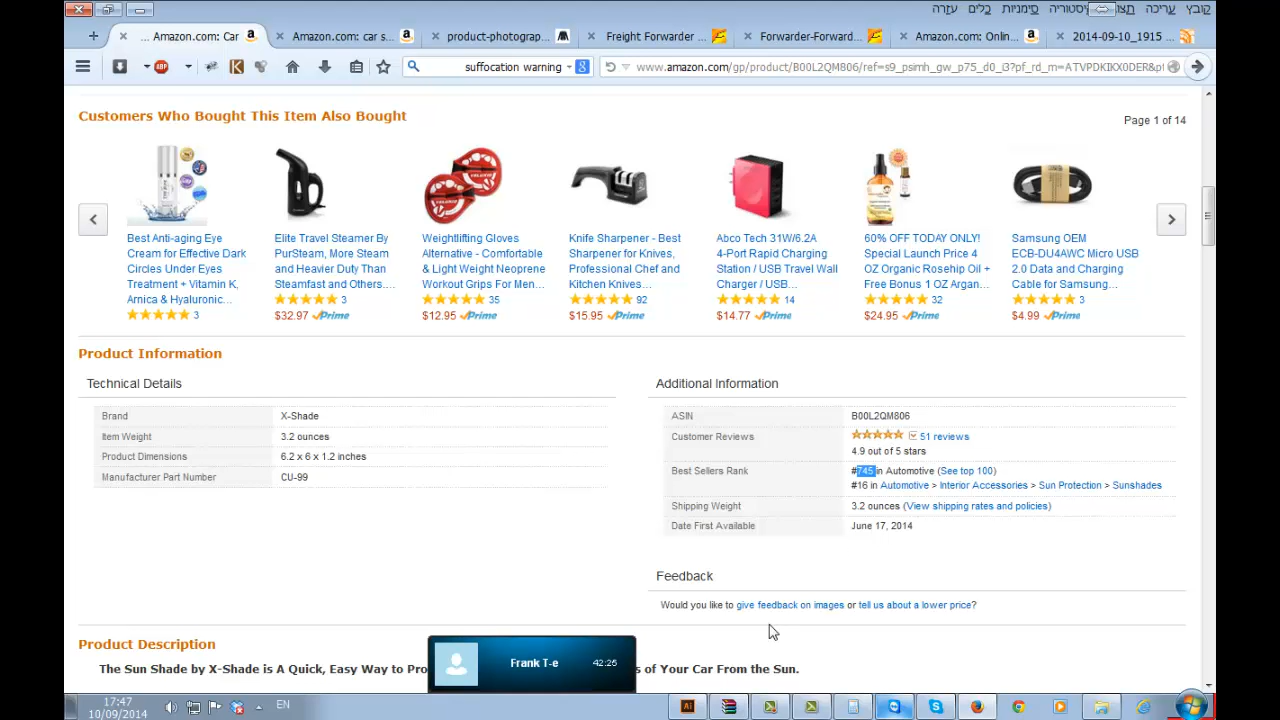 קובץ עריכה תצו יסטוריה סימניות כלים עזרה
... Amazon.com: Car
Amazon.com: car s...
product-photograp...
Freight Forwarder ...
Forwarder-Forward...
Amazon.com: Onlin...
2014-09-10_1915 ...
ABP
K
suffocation warning
8
www.amazon.com/gp/product/B00L2QM806/ref=s9_psimh_gw_p75_d0_i3?pf_rd_m=ATVPDKIKX0DER&pf
Customers Who Bought This Item Also Bought
Page 1 of 14
Best Anti-aging Eye
Cream for Effective Dark
Circles Under Eyes
Treatment + Vitamin K,
Arnica & Hyaluronic...
3
Elite Travel Steamer By
PurSteam, More Steam
and Heavier Duty Than
Steamfast and Others....
3
$32.97 Prime
Weightlifting Gloves
Alternative - Comfortable
& Light Weight Neoprene
Workout Grips For Men...
35
$12.95 Prime
Knife Sharpener - Best
Sharpener for Knives,
Professional Chef and
Kitchen Knives...
92
$15.95 Prime
Abco Tech 31W/6.2A
4-Port Rapid Charging
Station / USB Travel Wall
Charger / USB...
14
$14.77 Prime
60% OFF TODAY ONLY!
Special Launch Price 4
OZ Organic Rosehip Oil +
Free Bonus 1 OZ Argan...
32
$24.95 Prime
Samsung OEM
ECB-DU4AWC Micro USB
2.0 Data and Charging
Cable for Samsung...
3
$4.99 Prime
Product Information
Technical Details
Brand X-Shade
Item Weight 3.2 ounces
Product Dimensions 6.2 x 6 x 1.2 inches
Manufacturer Part Number CU-99
Additional Information
ASIN B00L2QM806
Customer Reviews 51 reviews
4.9 out of 5 stars
Best Sellers Rank #745 in Automotive (See top 100)
#16 in Automotive > Interior Accessories > Sun Protection > Sunshades
Shipping Weight 3.2 ounces (View shipping rates and policies)
Date First Available June 17, 2014
Feedback
Would you like to give feedback on images or tell us about a lower price?
Product Description
The Sun Shade by X-Shade is A Quick, Easy Way to Pro
s of Your Car From the Sun.
Frank T-e 42:25
17:47
10/09/2014
EN
Ai